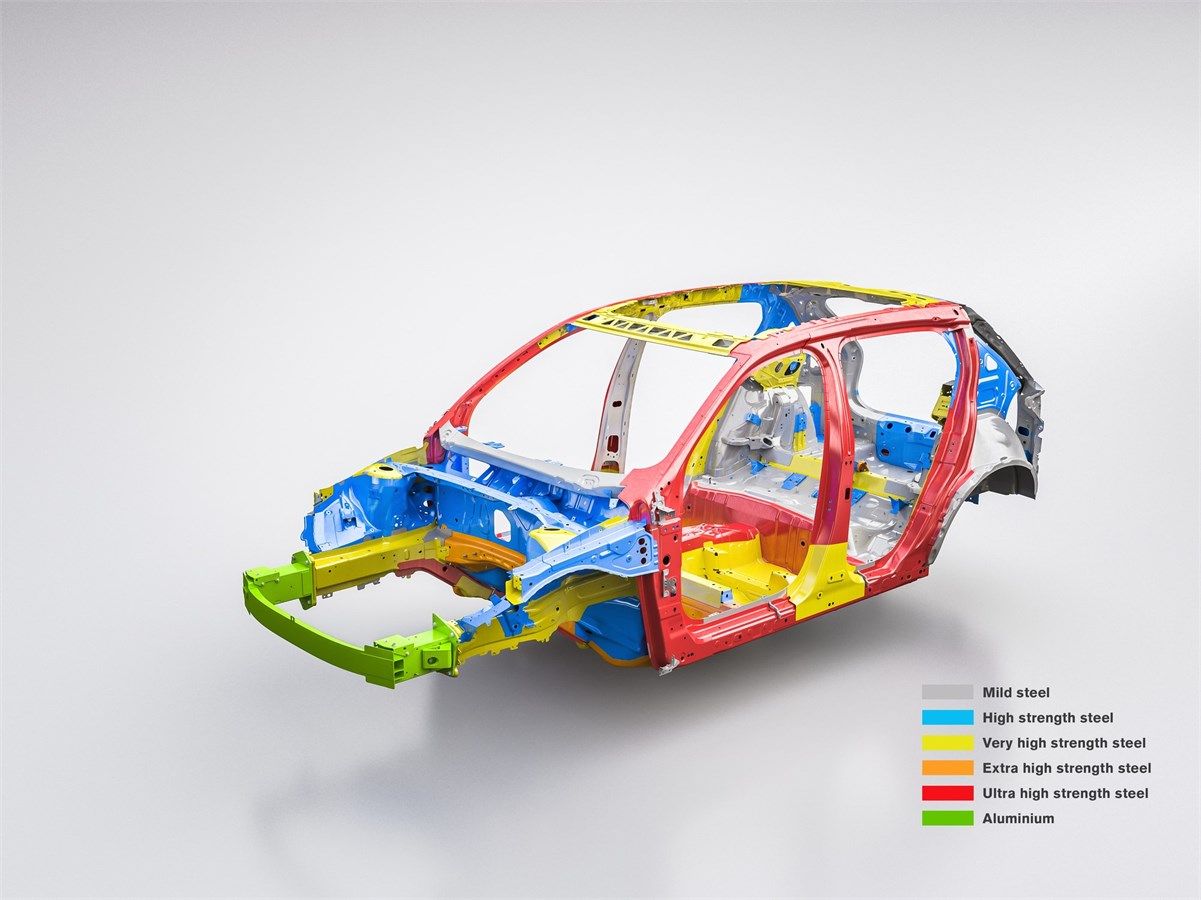 Mild steel
High strength steel
Very high strength steel
Extra high strength steel
Ultra high strength steel
Aluminium